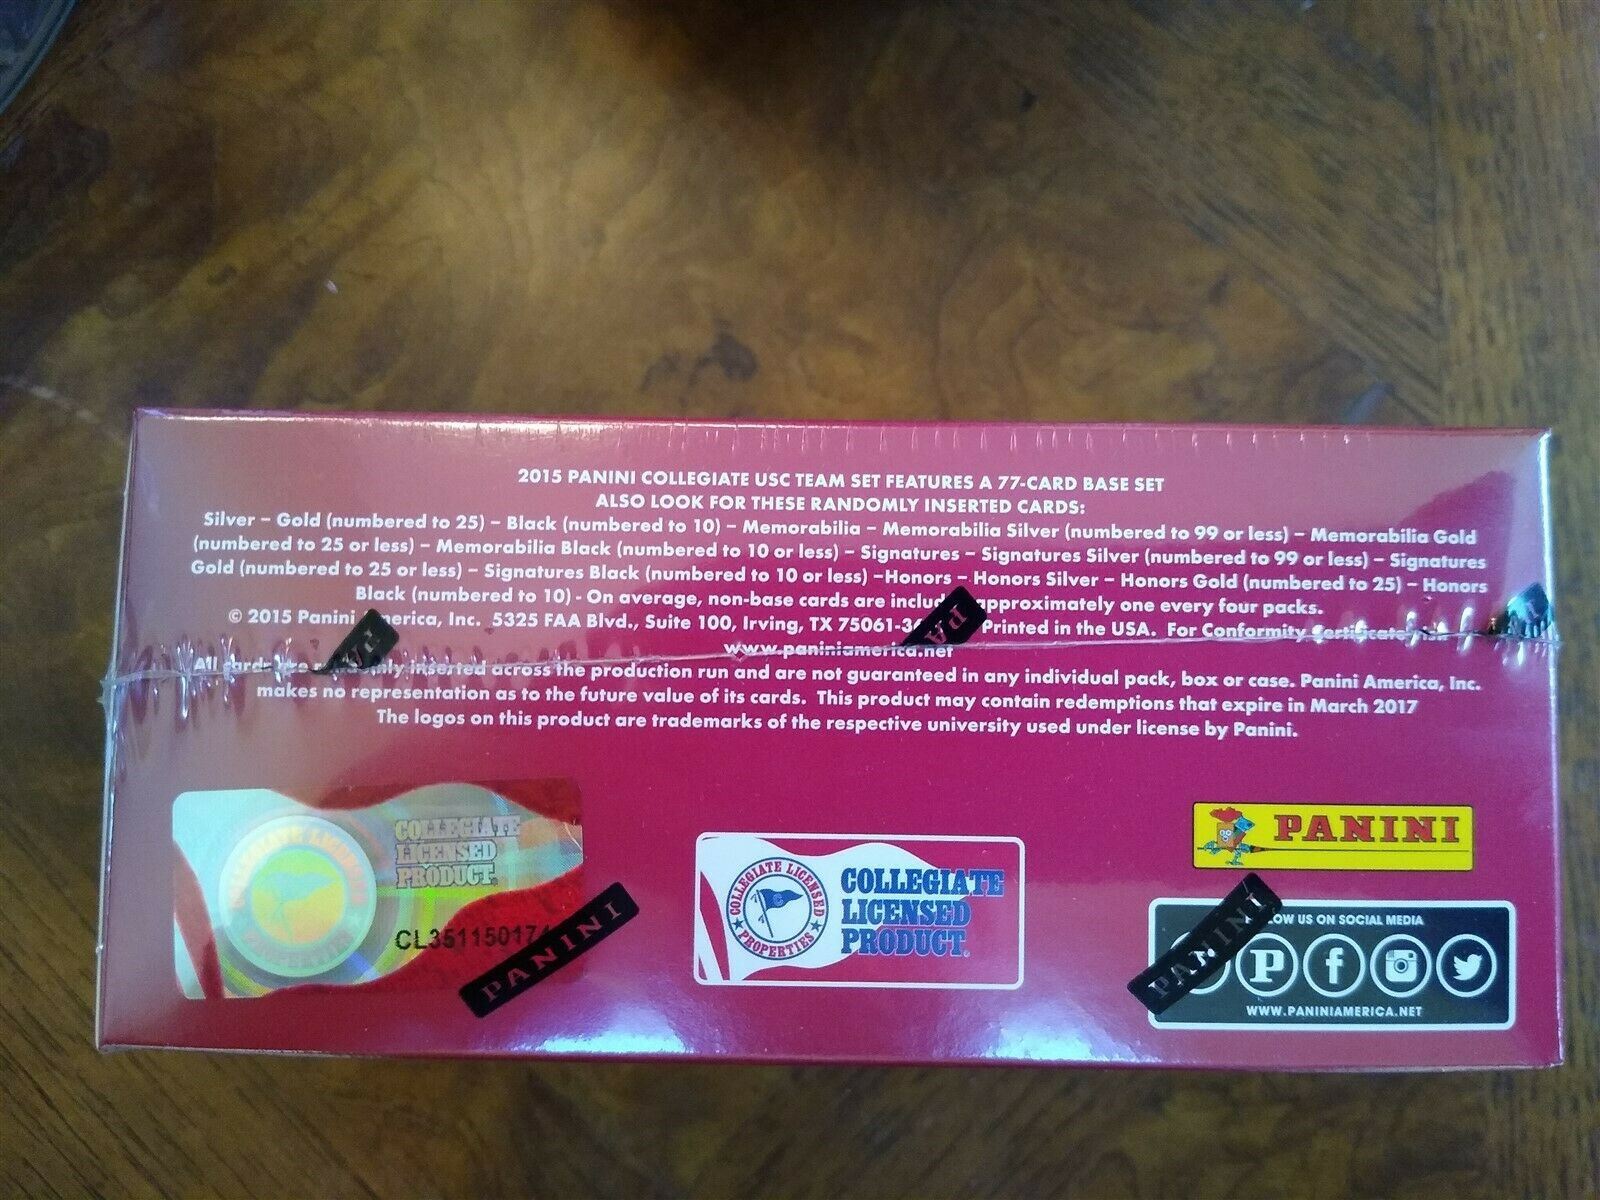 2015 PANINI COLLEGIATE USC TEAM SET FEATURES A 77-CARD BASE SET
ALSO LOOK FOR THESE RANDOMLY INSERTED CARDS:
Silver – Gold (numbered to 25) – Black (numbered to 10) – Memorabilia – Memorabilia Silver (numbered to 99 or less) – Memorabilia Gold
(numbered to 25 or less) – Memorabilia Black (numbered to 10 or less) – Signatures – Signatures Silver (numbered to 99 or less) – Signatures
Gold (numbered to 25 or less) – Signatures Black (numbered to 10 or less) –Honors – Honors Silver – Honors Gold (numbered to 25) – Honors
Black (numbered to 10) - On average, non-base cards are approximately one every four packs.
© 2015 Panini Inc. 5325 FAA Blvd., Suite 100, Irving, TX Printed in the USA. For Conformity
www.paniniamerica.net
All cards are randomly inserted across the production run and are not guaranteed in any individual pack, box or case. Panini America, Inc.
makes no representation as to the future value of its cards. This product may contain redemptions that expire in March 2017
The logos on this product are trademarks of the respective university used under license by Panini.
COLLEGIATE
LICENSED
PRODUCT
PANINI
COLLEGIATE LICENSED
PROPERTIES
C
COLLEGIATE
LICENSED
PRODUCT
PANINI
PANINI
US ON SOCIAL MEDIA
WWW.PANINIAMERICA.NET